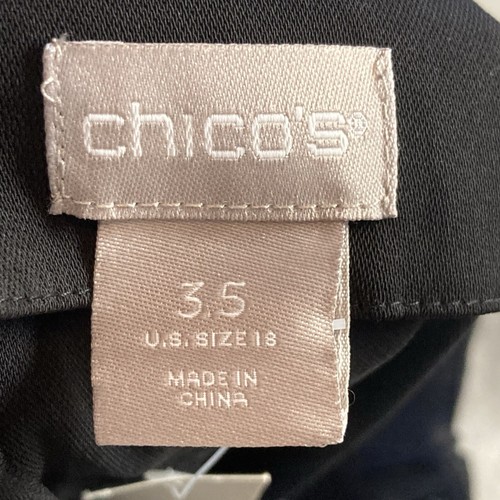 chico's®
3.5
U.S. SIZE 18
MADE IN
CHINA